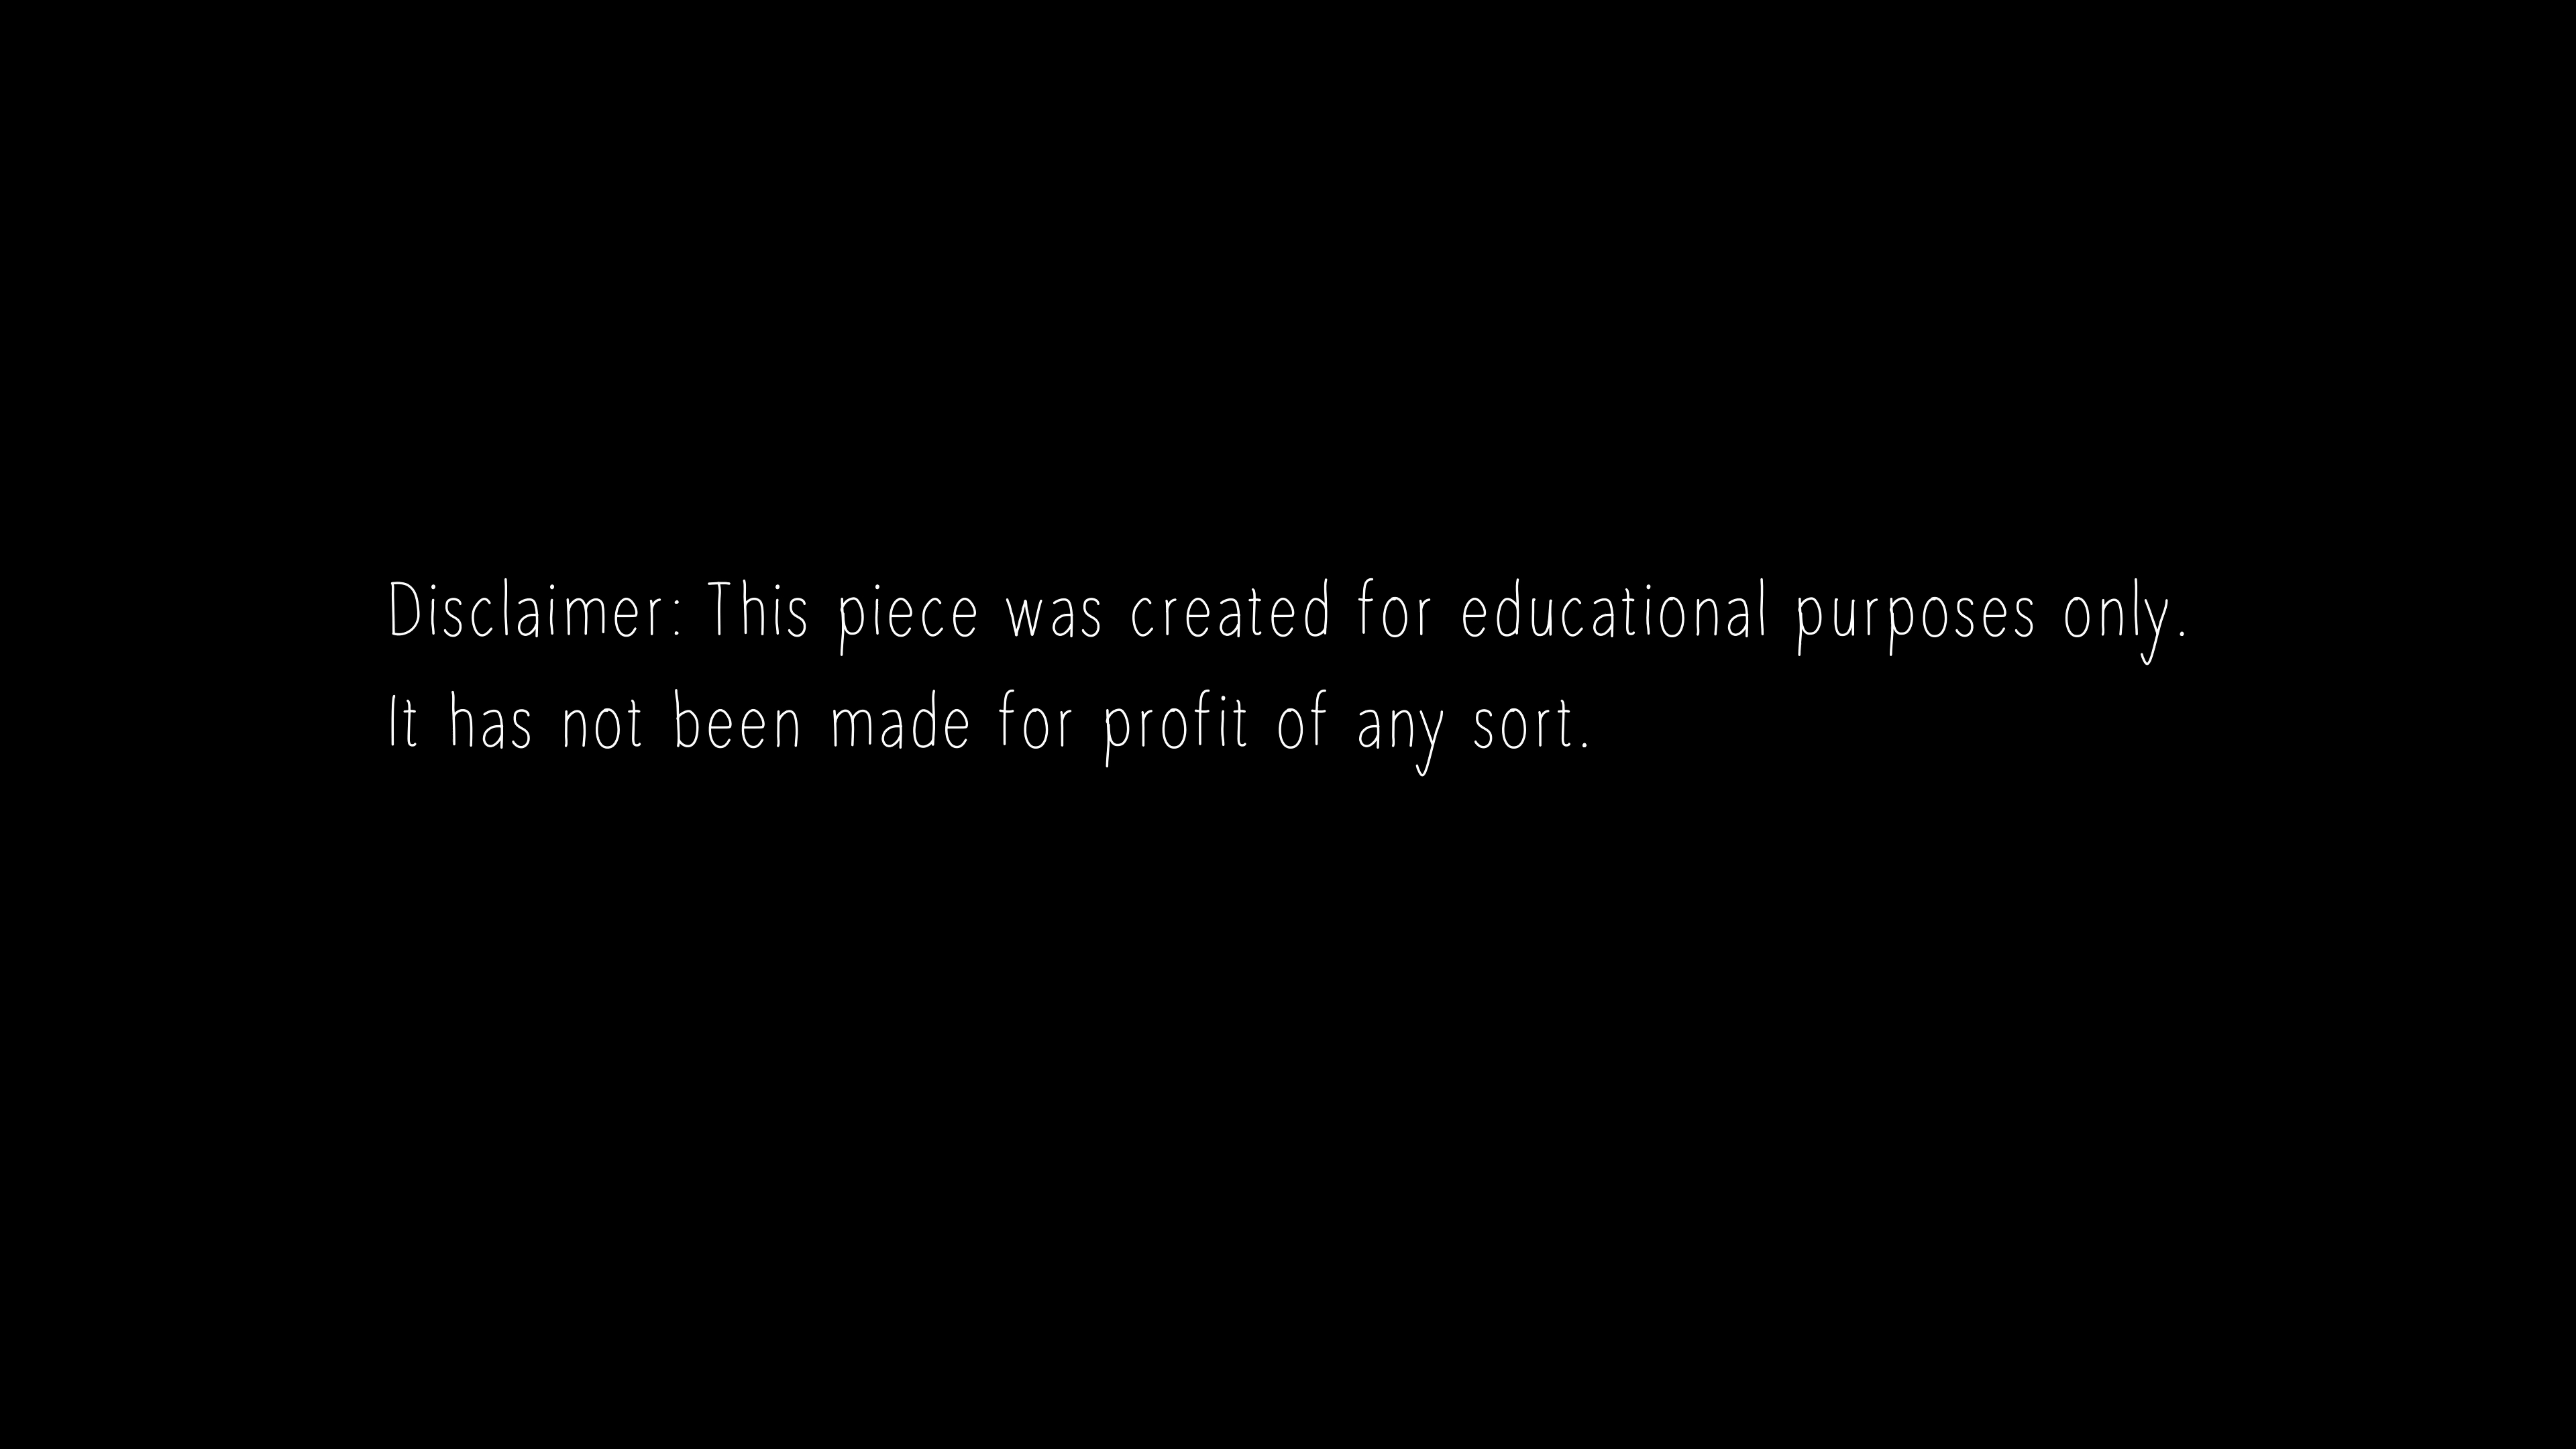 Disclaimer: This piece was created for educational purposes only.
It has not been made for profit of any sort.